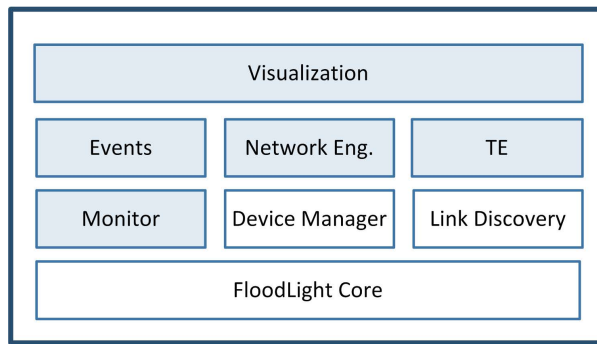 Visualization
Events
Network Eng.
TE
Monitor
Device Manager
Link Discovery
FloodLight Core